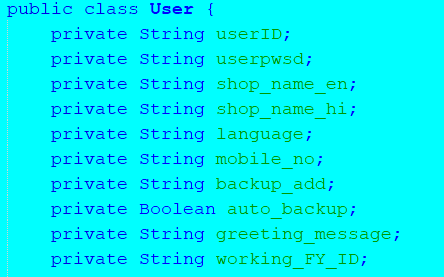 public class User {
private String userID;
private String userpwsd;
private String shop_name_en;
private String shop_name_hi;
private String language;
private String mobile_no;
private String backup_add;
private Boolean auto_backup;
private String greeting_message;
private String working_FY_ID;